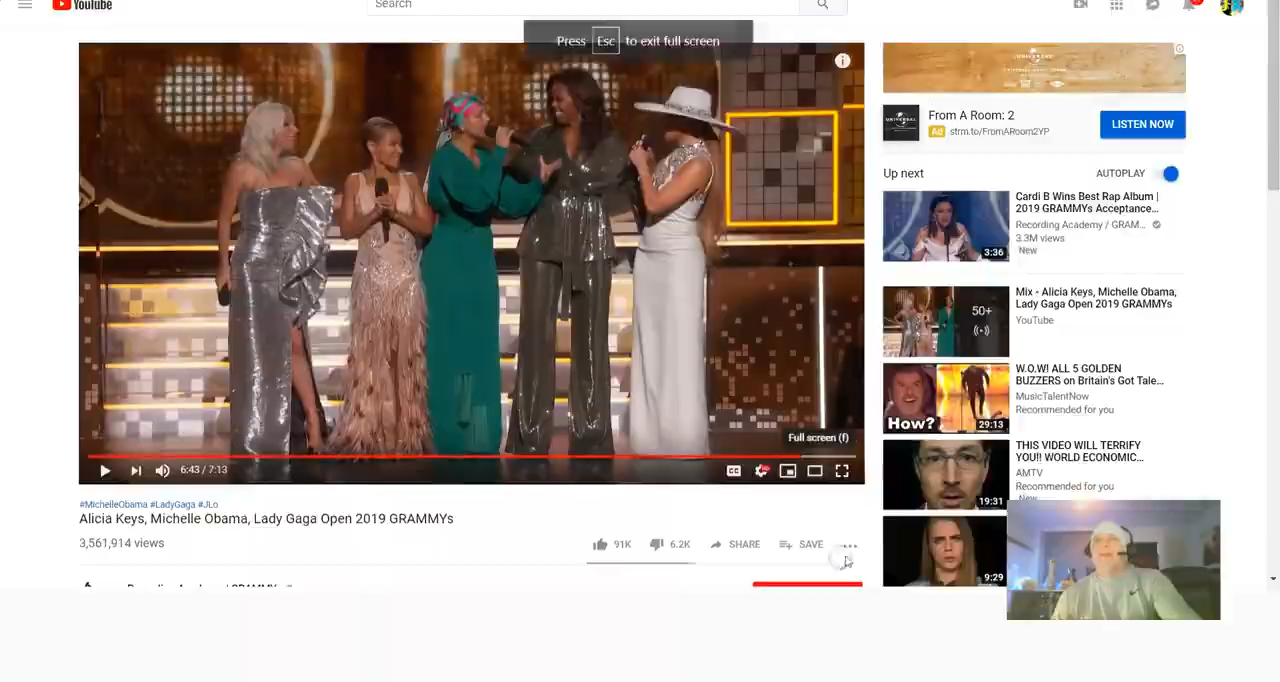 YouTube
Search
Press Esc to exit full screen
Full screen (f)
CC
6:43 / 7:13
#MichelleObama #LadyGaga #JLo
Alicia Keys, Michelle Obama, Lady Gaga Open 2019 GRAMMYs
3,561,914 views
91K
6.2K
SHARE
SAVE
UNIVERSAL
From A Room: 2
Ad strm.to/FromARoom2YP
LISTEN NOW
Up next
AUTOPLAY
3:36
Cardi B Wins Best Rap Album |
2019 GRAMMYs Acceptance...
Recording Academy / GRAM...
3.3M views
New
50+
Mix - Alicia Keys, Michelle Obama,
Lady Gaga Open 2019 GRAMMYs
YouTube
How?
29:13
W.O.W! ALL 5 GOLDEN
BUZZERS on Britain's Got Tale...
MusicTalentNow
Recommended for you
19:31
THIS VIDEO WILL TERRIFY
YOU!! WORLD ECONOMIC...
AMTV
Recommended for you
New
9:29